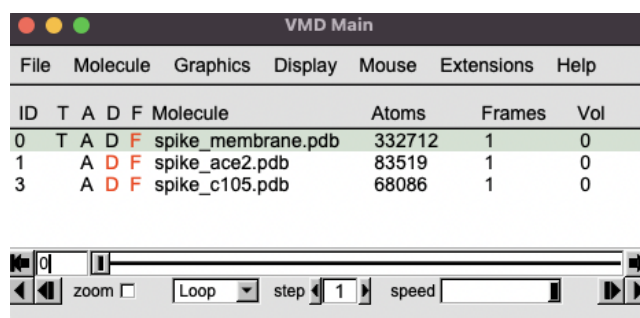 VMD Main
File Molecule Graphics Display Mouse Extensions Help
ID T A D F Molecule Atoms Frames Vol
0 T A D F spike_membrane.pdb 332712 1 0
1 A D F spike_ace2.pdb 83519 1 0
3 A D F spike_c105.pdb 68086 1 0
0
zoom Loop step 1 speed